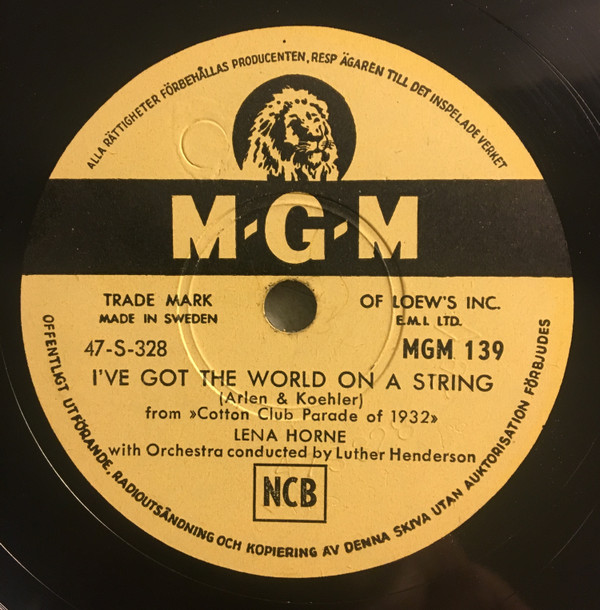 ALLA RÄTTIGHETER FÖRBEHÅLLAS PRODUCENTEN, RESP ÄGAREN TILL DET INSPELADE VERKET
M-G-M
TRADE MARK
MADE IN SWEDEN
OF LOEW'S INC.
E.M.I. LTD.
47-S-328
MGM 139
I'VE GOT THE WORLD ON A STRING
(Arlen & Koehler)
from »Cotton Club Parade of 1932»
LENA HORNE
with Orchestra conducted by Luther Henderson
NCB
OFFENTLIGT UTFÖRANDE, RADIOUTSÄNDNING OCH KOPIERING AV DENNA SKIVA UTAN AUKTORISATION FÖRBJUDES